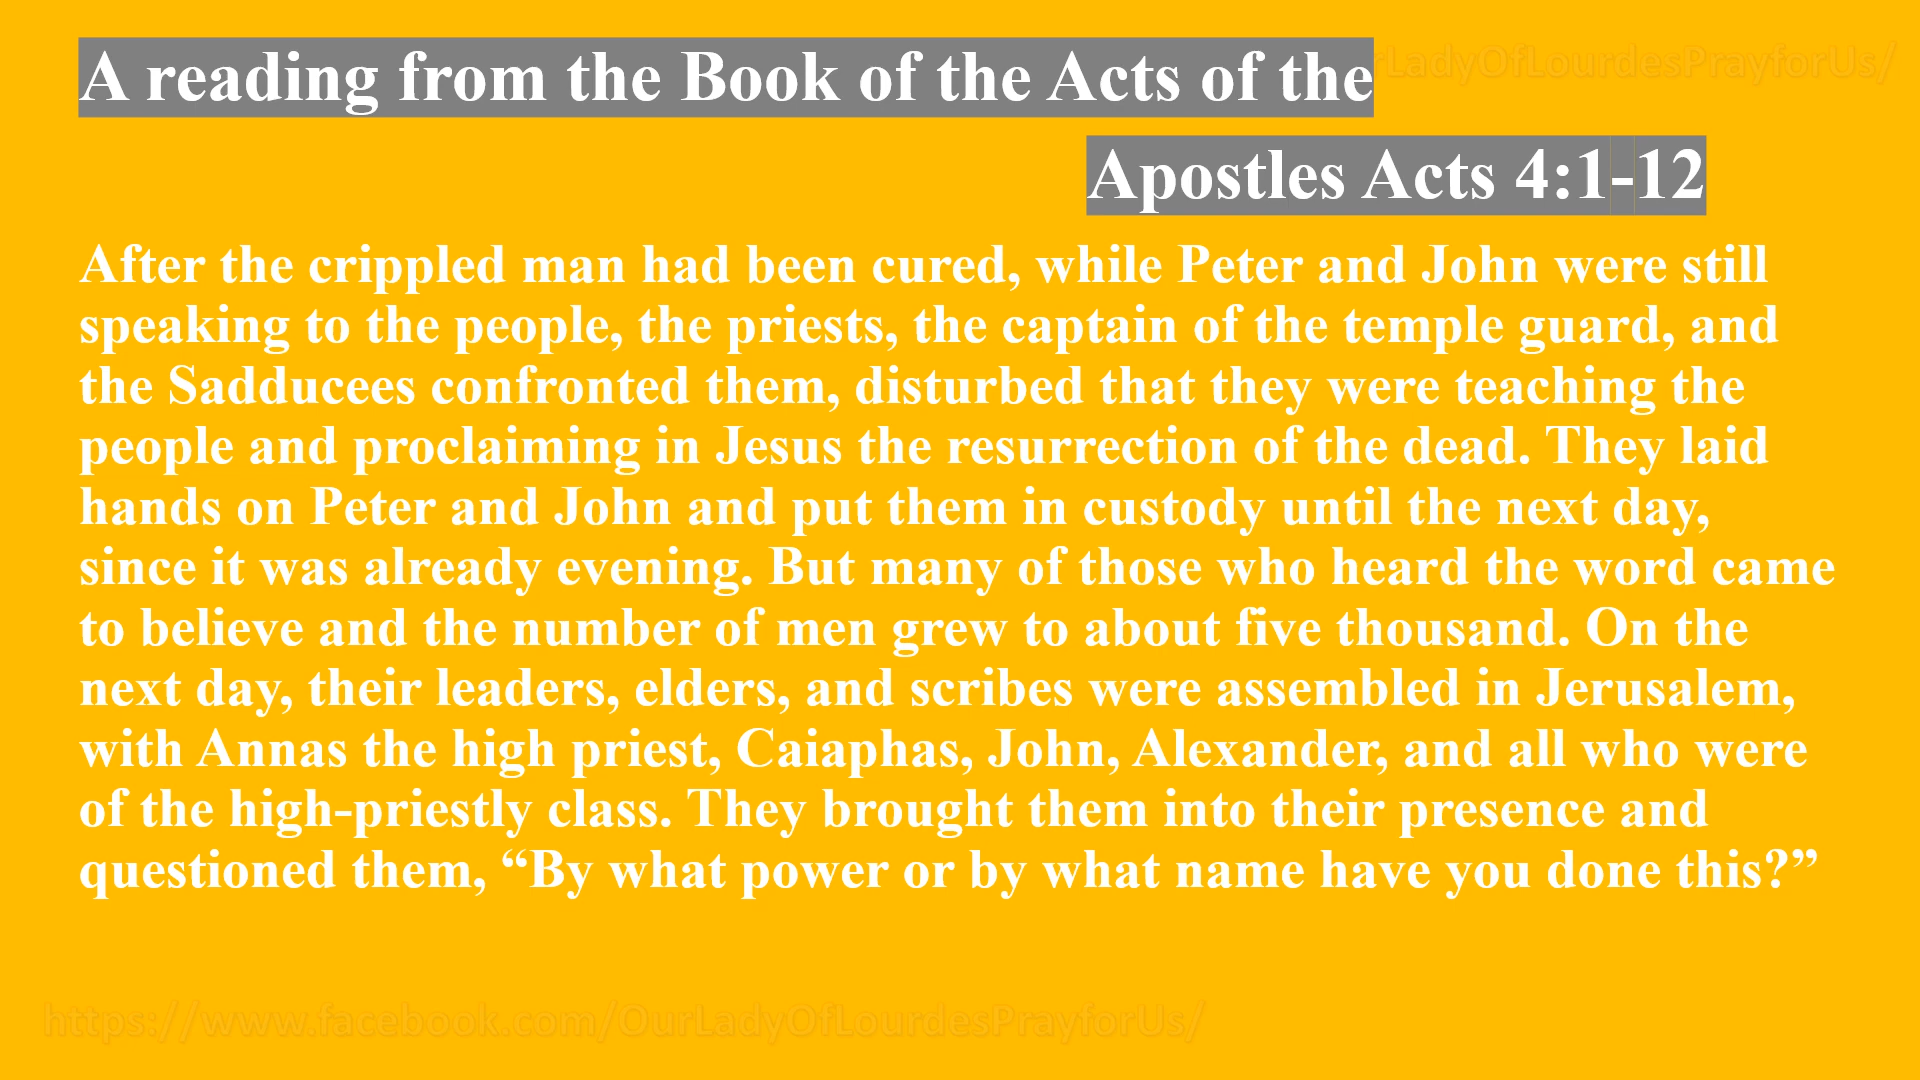 A reading from the Book of the Acts of the
rLadyOfLourdesPrayforUs/
Apostles Acts 4:1-12
After the crippled man had been cured, while Peter and John were still
speaking to the people, the priests, the captain of the temple guard, and
the Sadducees confronted them, disturbed that they were teaching the
people and proclaiming in Jesus the resurrection of the dead. They laid
hands on Peter and John and put them in custody until the next day,
since it was already evening. But many of those who heard the word came
to believe and the number of men grew to about five thousand. On the
next day, their leaders, elders, and scribes were assembled in Jerusalem,
with Annas the high priest, Caiaphas, John, Alexander, and all who were
of the high-priestly class. They brought them into their presence and
questioned them, “By what power or by what name have you done this?”
https://www.facebook.com/OurLadyOfLourdesPrayforUs/